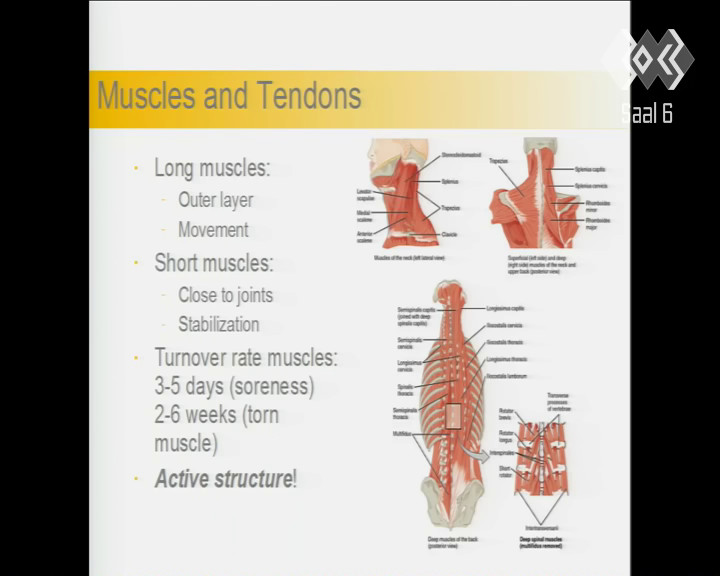 Saal 6
Muscles and Tendons
Long muscles:
Outer layer
Movement
Short muscles:
Close to joints
Stabilization
Turnover rate muscles:
3-5 days (soreness)
2-6 weeks (torn
muscle)
Active structure!
Sternocleidomastoid
Splenius
Levator
scapulae
Medial
scalene
Trapezius
Anterior
scalene
Clavicle
Muscles of the neck (left lateral view)
Trapezius
Splenius capitis
Splenius cervicis
Rhomboideus
minor
Rhomboideus
major
Superficial (left side) and deep
(right side) muscles of the neck and
upper back (posterior view)
Semispinalis capitis
(joined with deep
spinalis capitis)
Longissimus capitis
Iliocostalis cervicis
Semispinalis
cervicis
Iliocostalis thoracis
Longissimus
cervicis
Longissimus thoracis
Iliocostalis lumborum
Spinalis
thoracis
Semispinalis
thoracis
Multifidus
Deep muscles of the back
(posterior view)
Transverse
processes
of vertebrae
Rotator
brevis
Rotator
longus
Interspinales
Short
rotator
Intertransversarii
Deep spinal muscles
(multifidus removed)